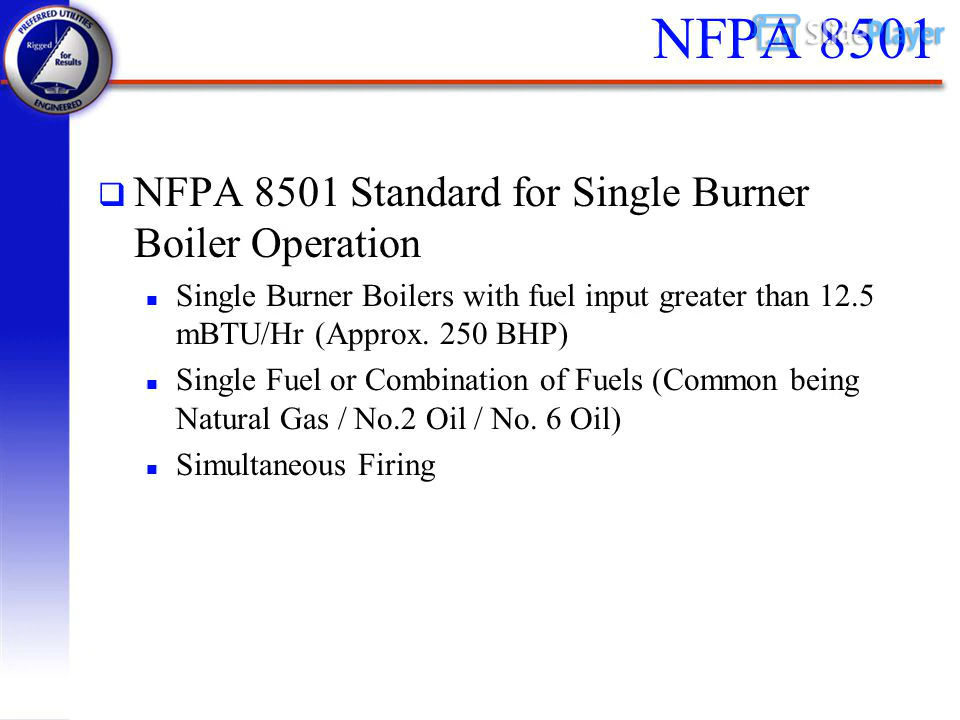 PREFERRED UTILITIES
Rigged
for
Results
ENGINEERED
NFPA 8501
SlidePlayer
NFPA 8501 Standard for Single Burner
Boiler Operation
Single Burner Boilers with fuel input greater than 12.5
mBTU/Hr (Approx. 250 BHP)
Single Fuel or Combination of Fuels (Common being
Natural Gas / No.2 Oil / No. 6 Oil)
Simultaneous Firing